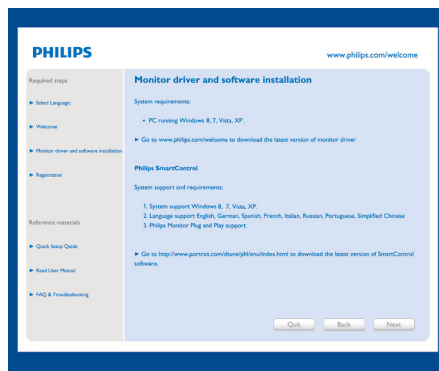 PHILIPS
www.philips.com/welcome
Required steps
► Select Language:
► Welcome
► Monitor driver and software installation
► Registration
Reference materials
► Quick Setup Quide
► Read User Manual
► FAQ & Troubleshooting
Monitor driver and software installation
System requirements:
• PC running Windows 8, 7, Vista, XP .
► Go to www.philips.com/welcome to download the latest version of monitor driver
Philips SmartControl
System support and requirements:
1. System support Windows 8, 7, Vista, XP.
2. Language support English, German, Spanish, French, Italian, Russian, Portuguese, Simplified Chinese
3. Philips Monitor Plug and Play support
► Go to http://www.portrait.com/dtune/phl/enu/index.html to download the latest version of SmartControl
software.
Quit
Back
Next